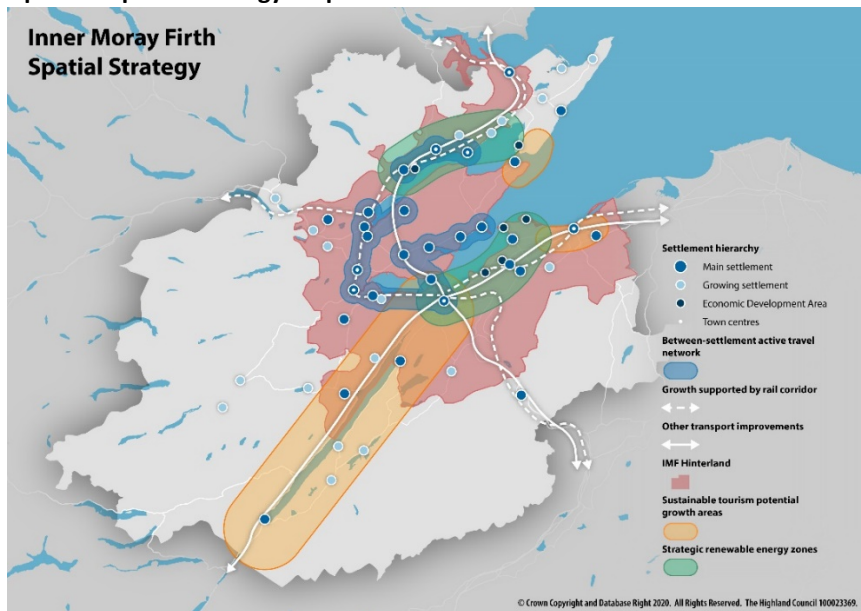 Inner Moray Firth
Spatial Strategy
Settlement hierarchy
Main settlement
Growing settlement
Economic Development Area
Town centres
Between-settlement active travel
network
Growth supported by rail corridor
Other transport improvements
IMF Hinterland
Sustainable tourism potential
growth areas
Strategic renewable energy zones
© Crown Copyright and Database Right 2020. All Rights Reserved. The Highland Council 100023369.